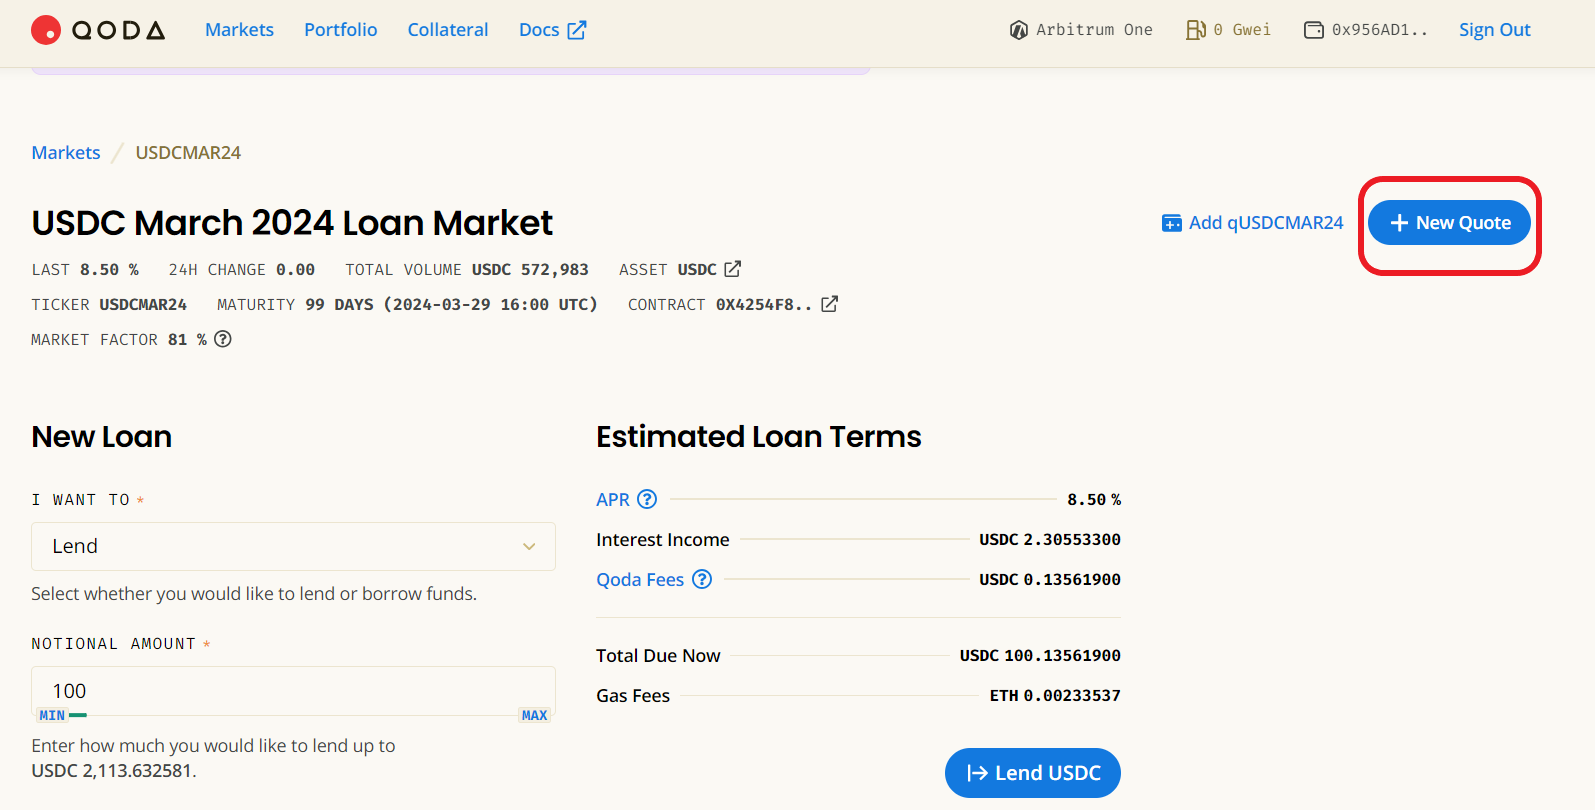 QODA Markets Portfolio Collateral Docs Arbitrum One 0 Gwei 0x956AD1.. Sign Out
Markets / USDCMAR24
USDC March 2024 Loan Market
Add qUSDCMAR24
+ New Quote
LAST 8.50 % 24H CHANGE 0.00 TOTAL VOLUME USDC 572,983 ASSET USDC
TICKER USDCMAR24 MATURITY 99 DAYS (2024-03-29 16:00 UTC) CONTRACT 0X4254F8..
MARKET FACTOR 81 % ?
New Loan
I WANT TO *
Lend
Select whether you would like to lend or borrow funds.
NOTIONAL AMOUNT *
100
MIN MAX
Enter how much you would like to lend up to
USDC 2,113.632581.
Estimated Loan Terms
APR ? 8.50 %
Interest Income USDC 2.30553300
Qoda Fees ? USDC 0.13561900
Total Due Now USDC 100.13561900
Gas Fees ETH 0.00233537
Lend USDC